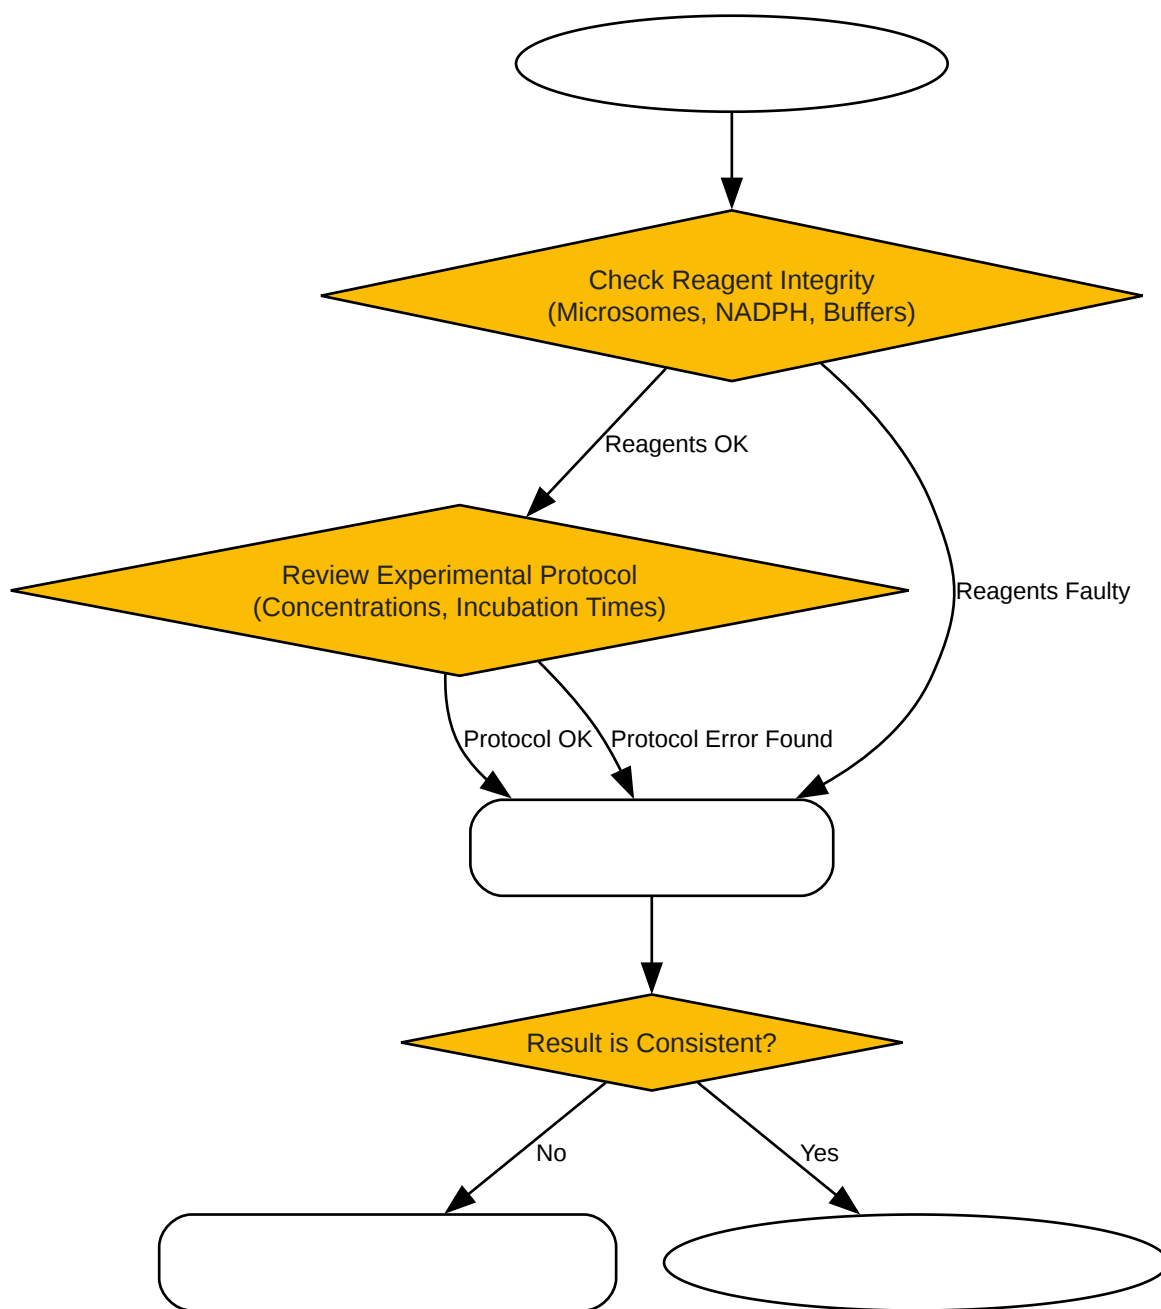 Check Reagent Integrity
(Microsomes, NADPH, Buffers)
Reagents OK
Review Experimental Protocol
(Concentrations, Incubation Times)
Reagents Faulty
Protocol OK
Protocol Error Found
Result is Consistent?
No
Yes